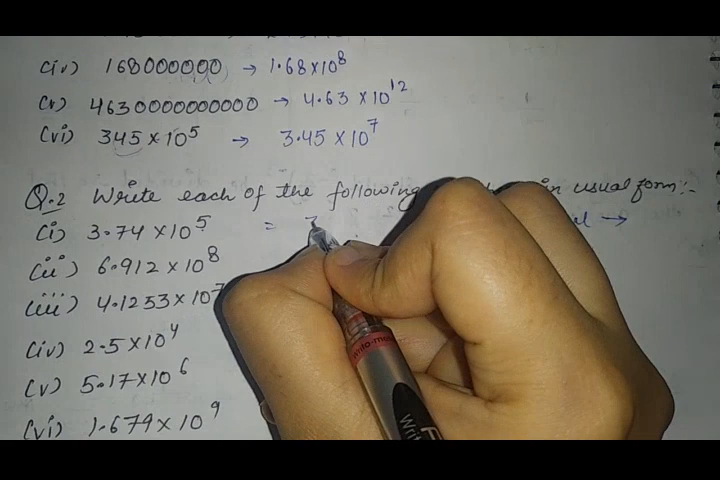 (iv) 168000000 → 1.68×10⁸
(v) 4630000000000 → 4.63×10¹²
(vi) 345×10⁵ → 3.45×10⁷
Q.2 Write each of the following in usual form:-
(i) 3.74×10⁵ =
(ii) 6.912×10⁸
(iii) 4.1253×10⁷
(iv) 2.5×10⁴
(v) 5.17×10⁶
(vi) 1.679×10⁹